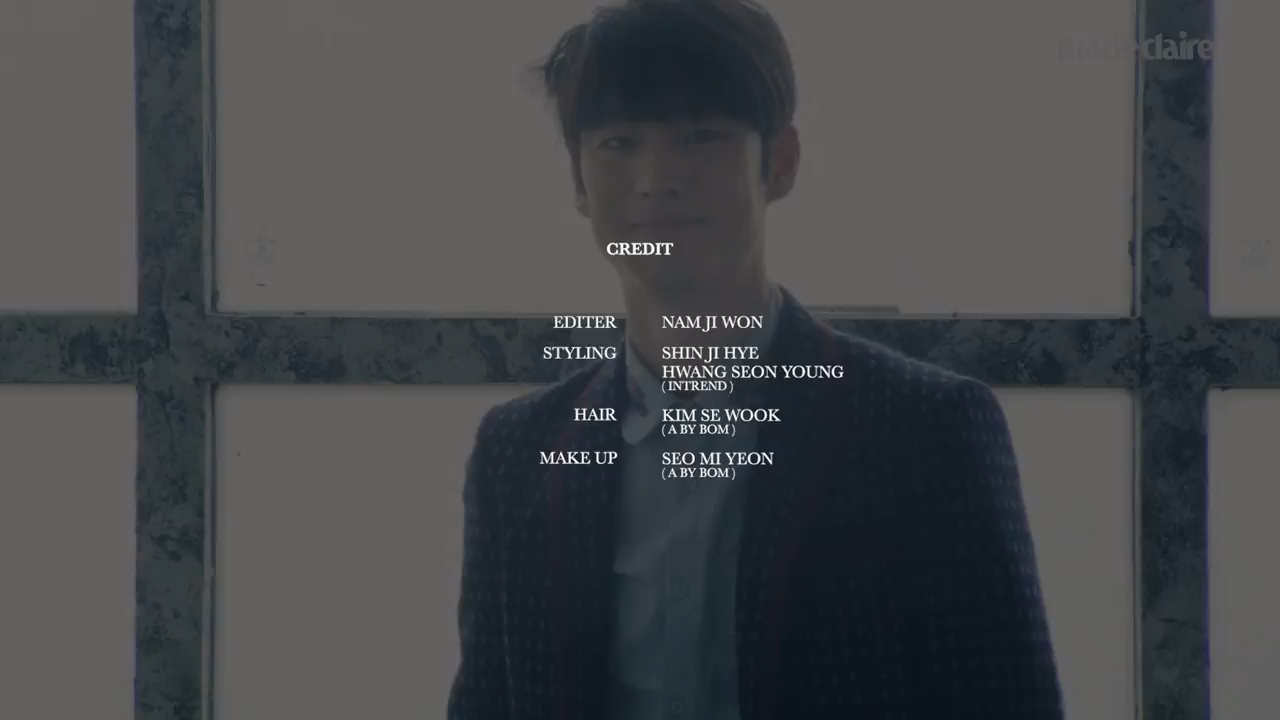 marie claire
CREDIT
EDITER NAM JI WON
STYLING SHIN JI HYE
HWANG SEON YOUNG
( INTREND )
HAIR KIM SE WOOK
( A BY BOM )
MAKE UP SEO MI YEON
( A BY BOM )